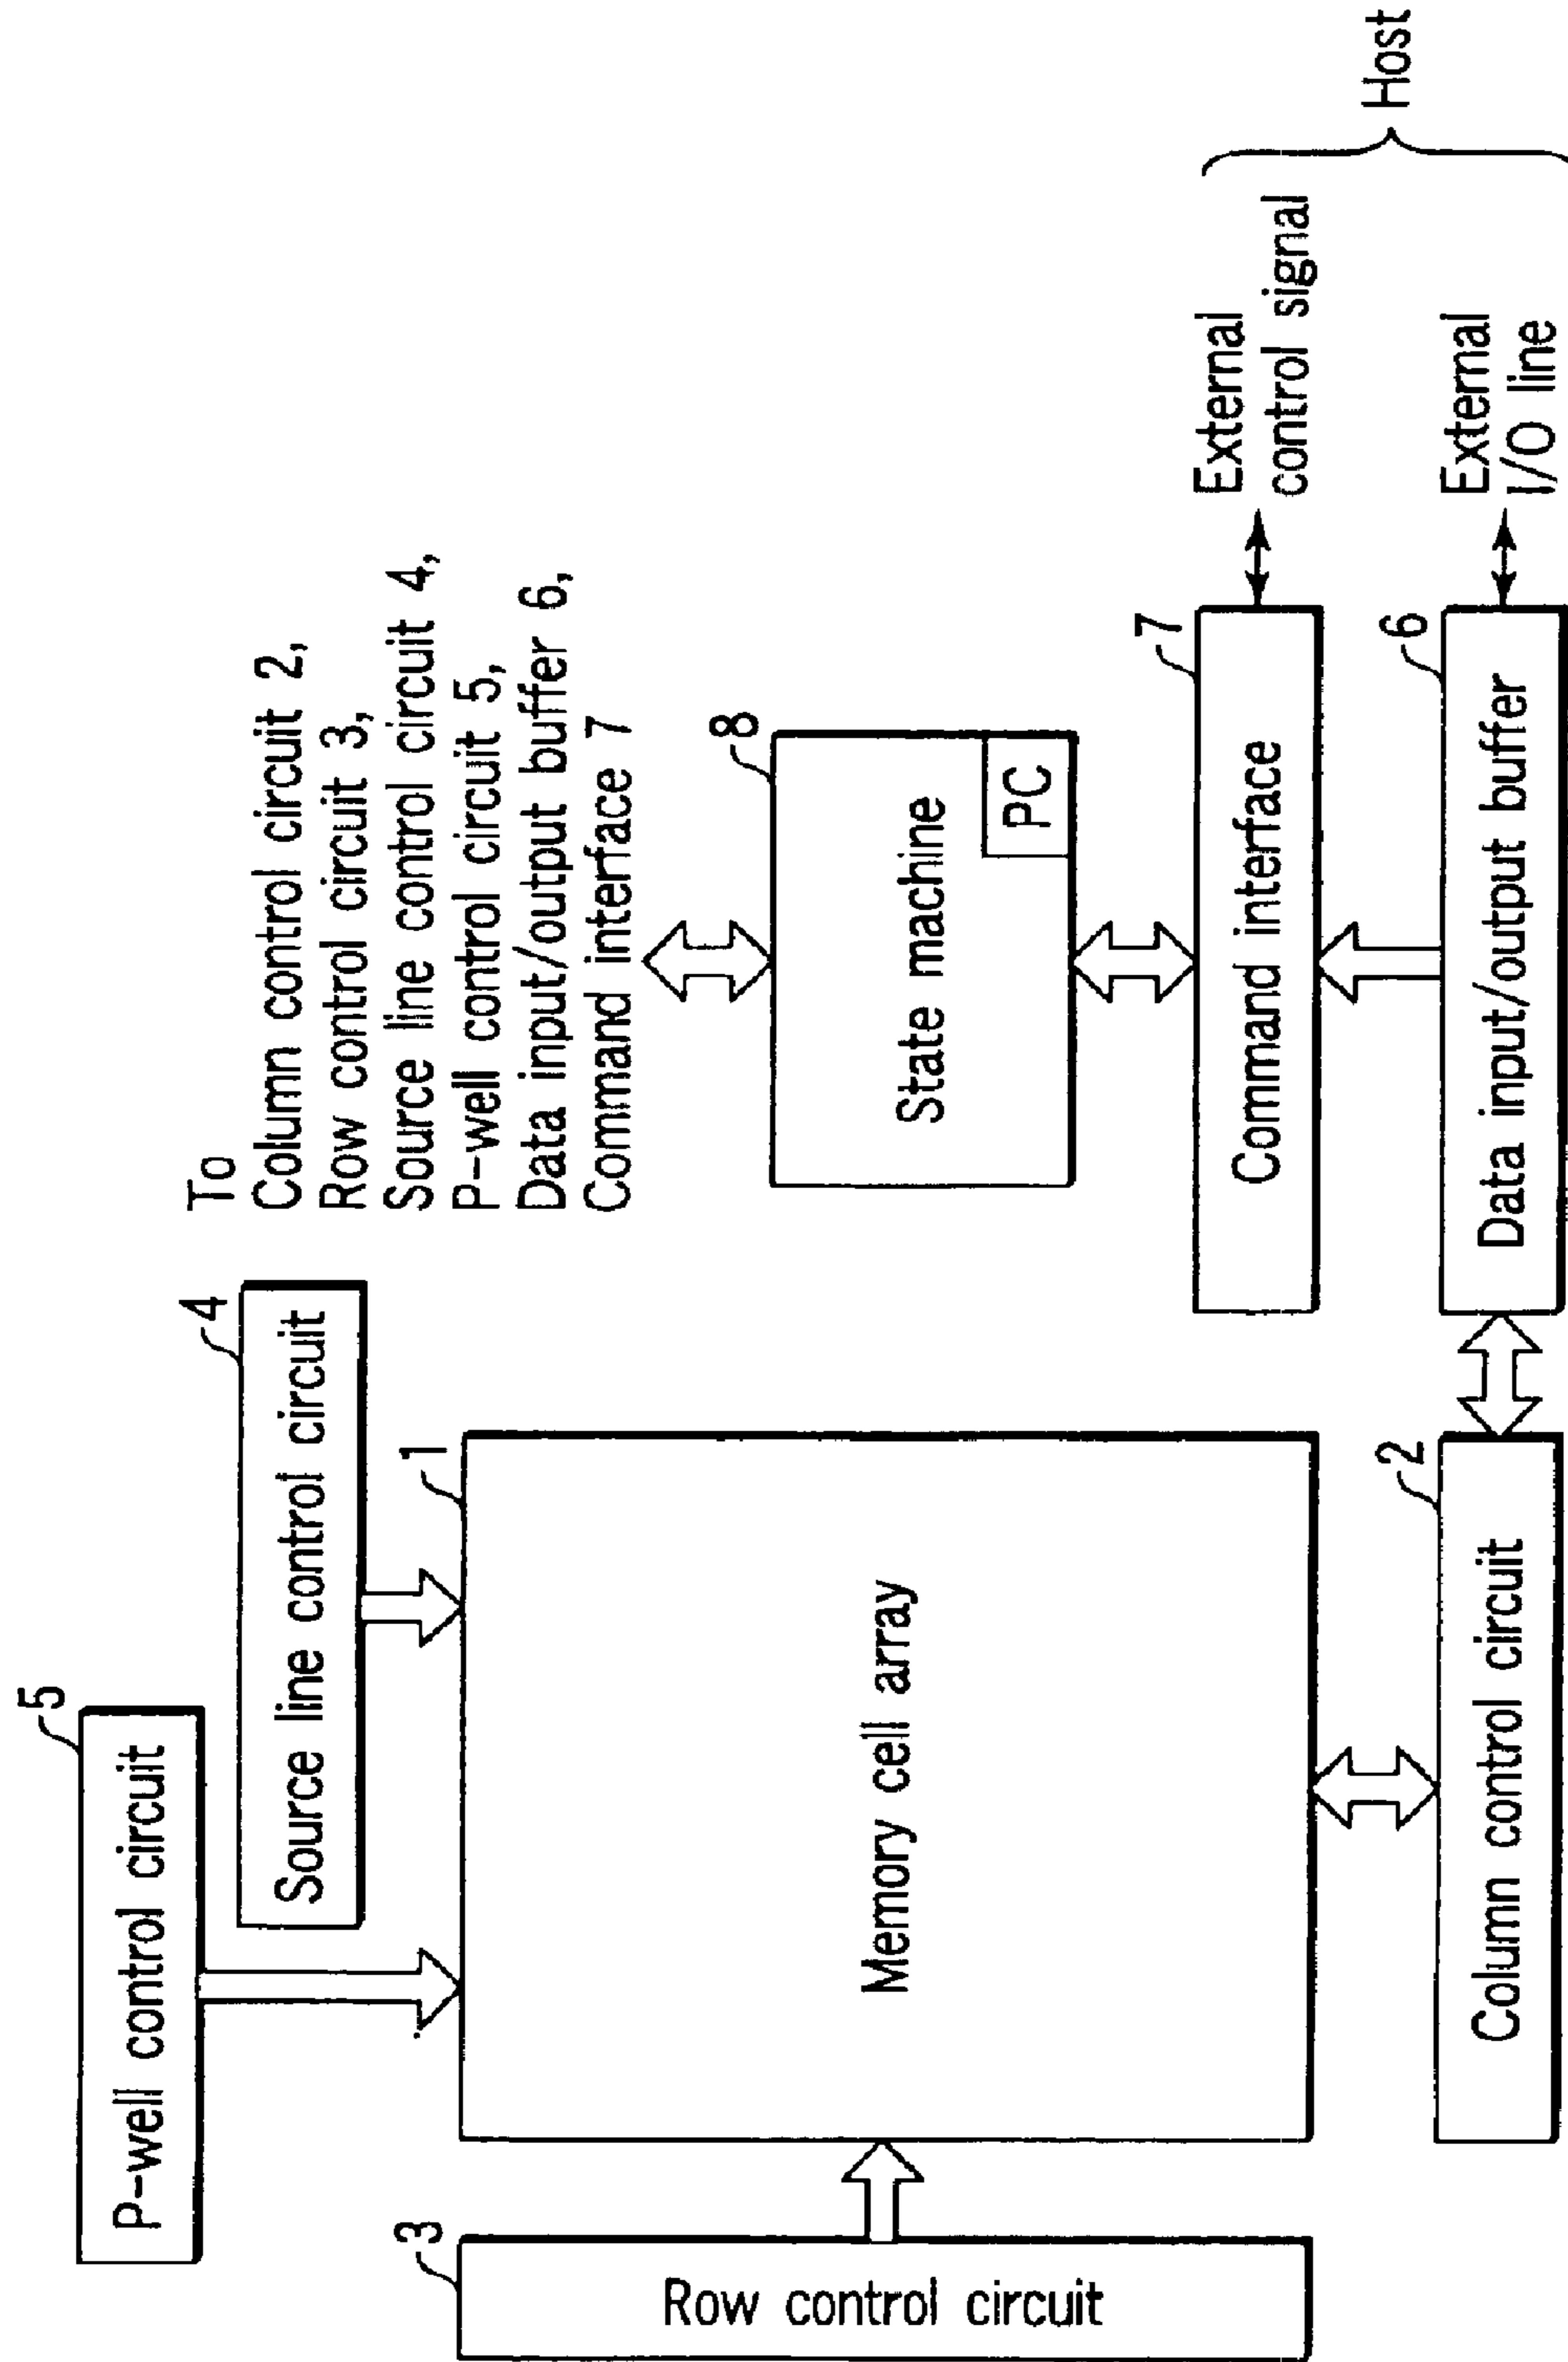 5
P-well control circuit
4
Source line control circuit
To
Column control circuit 2,
Row control circuit 3,
Source line control circuit 4,
P-well control circuit 5,
Data input/output buffer 6,
Command interface 7
3
Row control circuit
1
Memory cell array
8
State machine
PC
7
Command interface
External
control signal
2
Column control circuit
6
Data input/output buffer
External
I/O line
Host